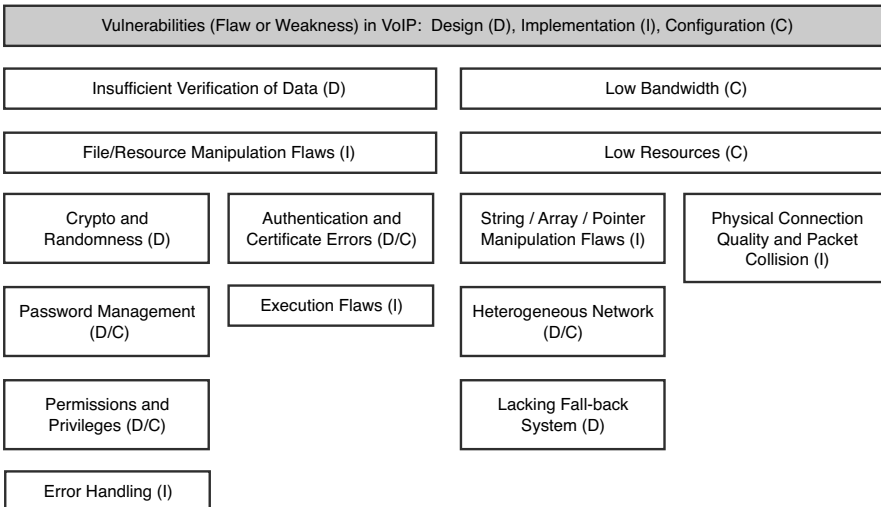 Vulnerabilities (Flaw or Weakness) in VoIP: Design (D), Implementation (I), Configuration (C)
Insufficient Verification of Data (D)
Low Bandwidth (C)
File/Resource Manipulation Flaws (I)
Low Resources (C)
Crypto and
Randomness (D)
Authentication and
Certificate Errors (D/C)
String / Array / Pointer
Manipulation Flaws (I)
Physical Connection
Quality and Packet
Collision (I)
Password Management
(D/C)
Execution Flaws (I)
Heterogeneous Network
(D/C)
Permissions and
Privileges (D/C)
Lacking Fall-back
System (D)
Error Handling (I)